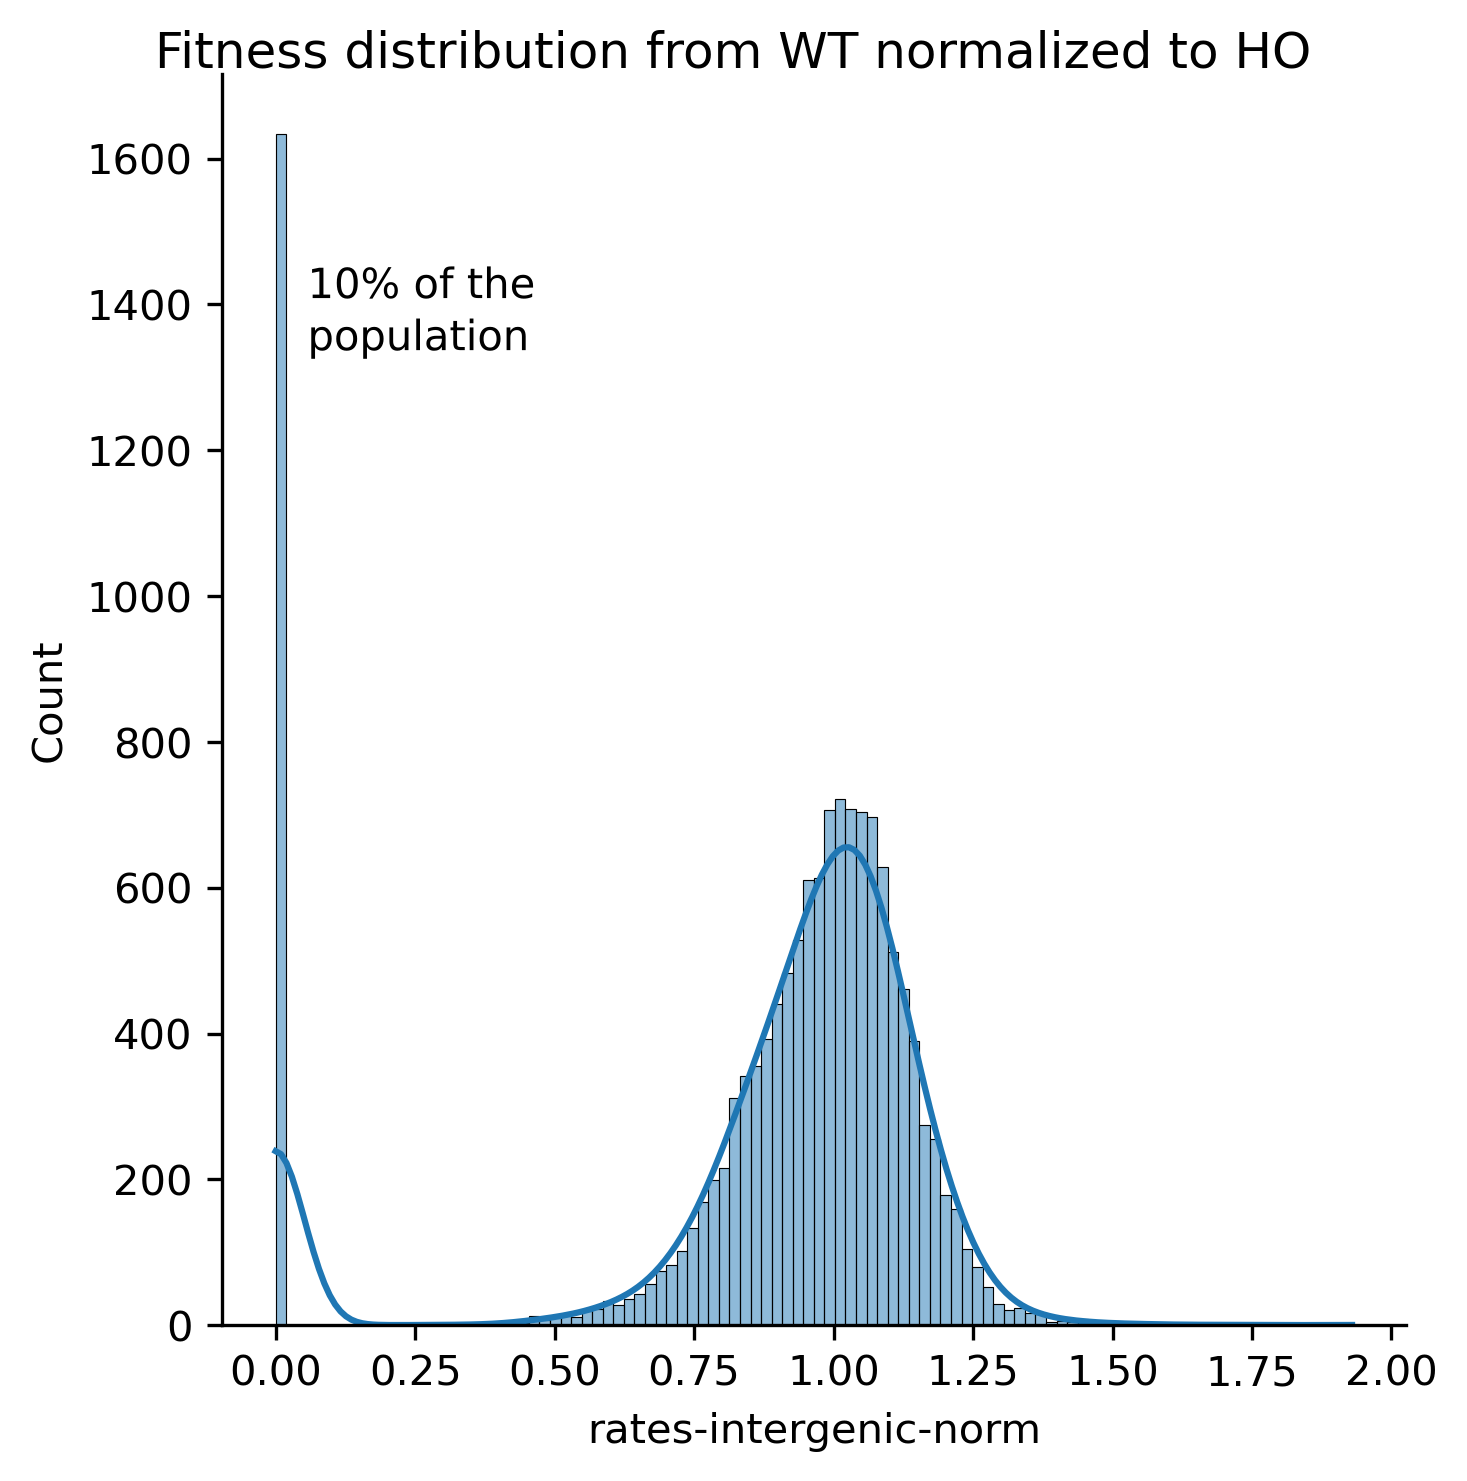 Fitness distribution from WT normalized to HO
1600
10% of the
population
1400
1200
1000
800
600
400
200
0
Count
0.00 0.25 0.50 0.75 1.00 1.25 1.50 1.75 2.00
rates-intergenic-norm